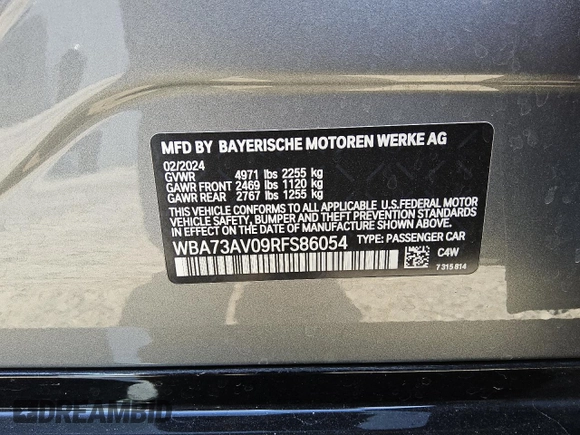 MFD BY BAYERISCHE MOTOREN WERKE AG
02/2024
GVWR 4971 lbs 2255 kg
GAWR FRONT 2469 lbs 1120 kg
GAWR REAR 2767 lbs 1255 kg
THIS VEHICLE CONFORMS TO ALL APPLICABLE U.S.FEDERAL MOTOR
VEHICLE SAFETY, BUMPER, AND THEFT PREVENTION STANDARDS
IN EFFECT ON THE DATE OF MANUFACTURE SHOWN ABOVE.
WBA73AV09RFS86054 TYPE: PASSENGER CAR
C4W
7 315 814
DREAMBID